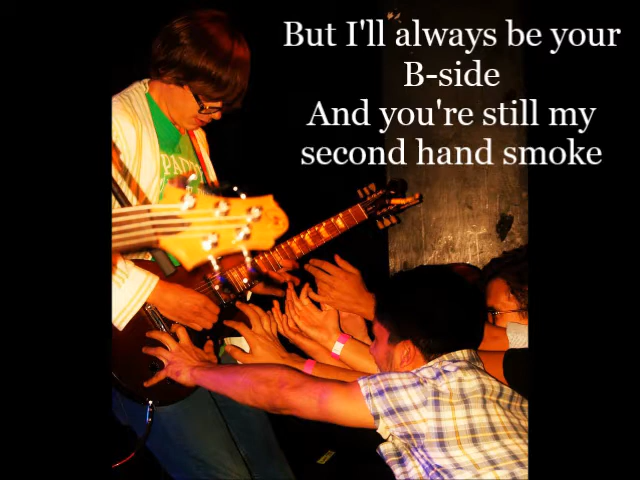 But I'll always be your
B-side
And you're still my
second hand smoke